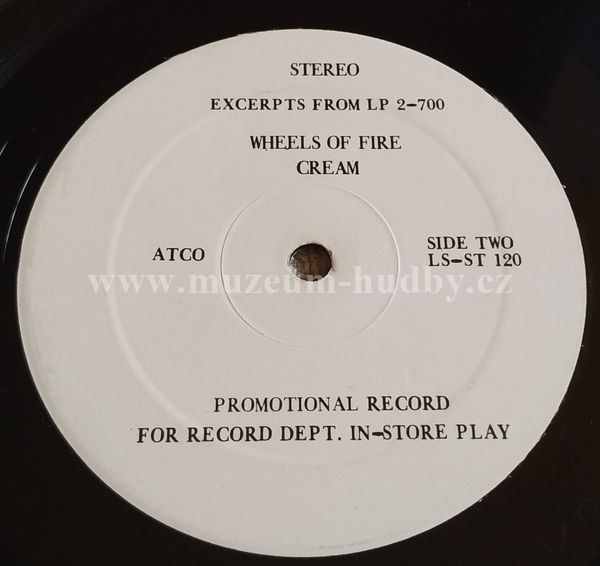 STEREO
EXCERPTS FROM LP 2-700
WHEELS OF FIRE
CREAM
ATCO
SIDE TWO
LS-ST 120
www.muzeum-hudby.cz
PROMOTIONAL RECORD
FOR RECORD DEPT. IN-STORE PLAY